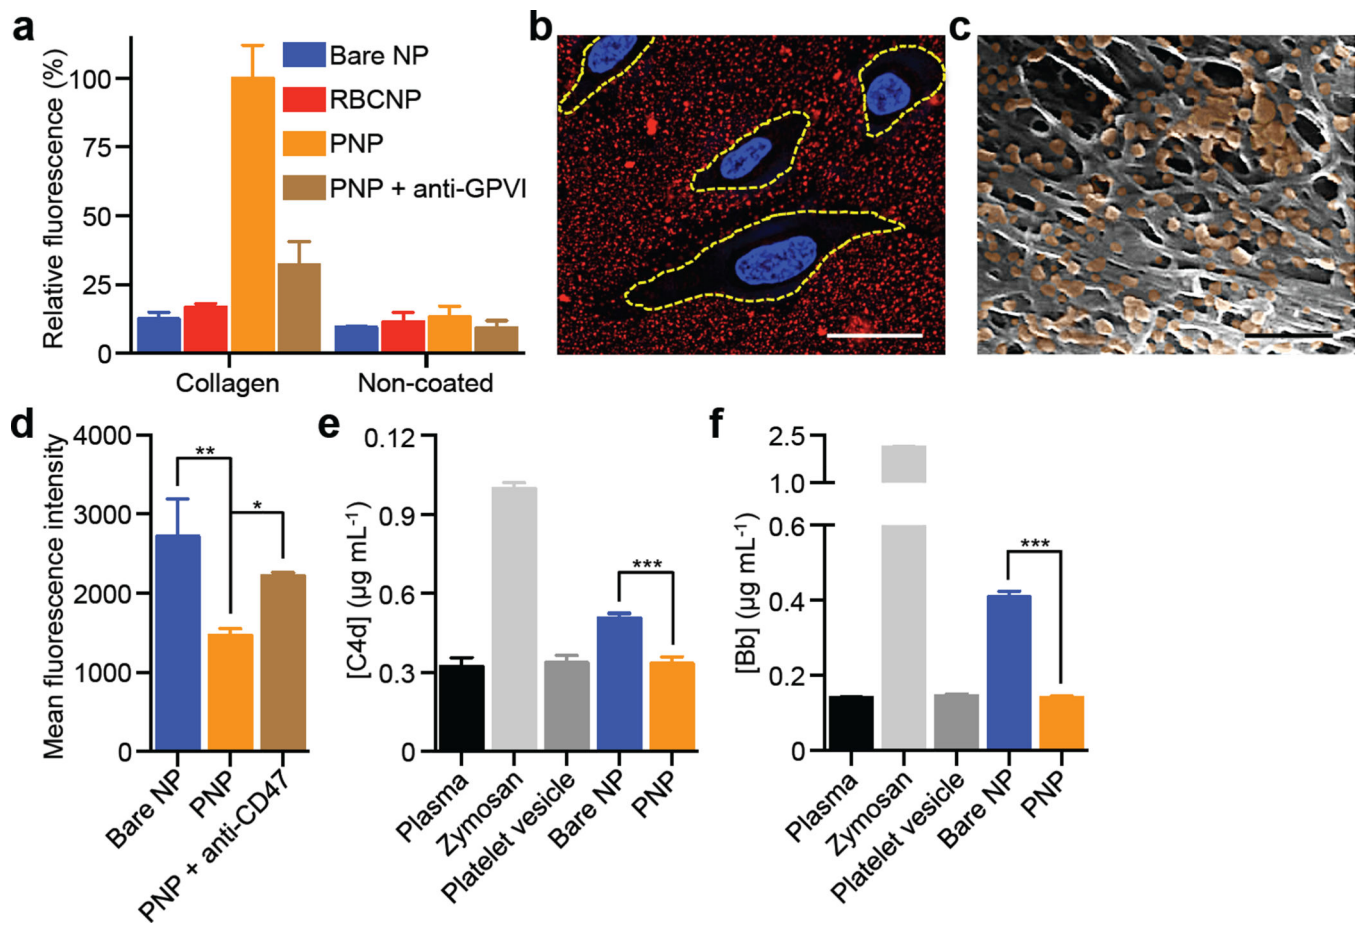 a
Relative fluorescence (%)
100
75
50
25
0
Bare NP
RBCNP
PNP
PNP + anti-GPVI
Collagen
Non-coated
b
c
d
Mean fluorescence intensity
4000
3000
2000
1000
0
**
*
Bare NP
PNP
PNP + anti-CD47
e
[C4d] (µg mL⁻¹)
0.12
0.9
0.6
0.3
0
***
Plasma
Zymosan
Platelet vesicle
Bare NP
PNP
f
[Bb] (µg mL⁻¹)
2.5
1.0
0.6
0.4
0.2
0
***
Plasma
Zymosan
Platelet vesicle
Bare NP
PNP